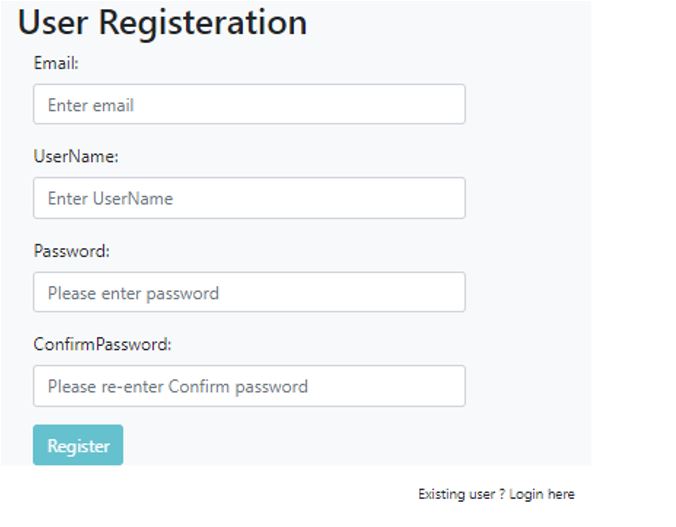 User Registeration
Email:
Enter email
UserName:
Enter UserName
Password:
Please enter password
ConfirmPassword:
Please re-enter Confirm password
Register
Existing user ? Login here